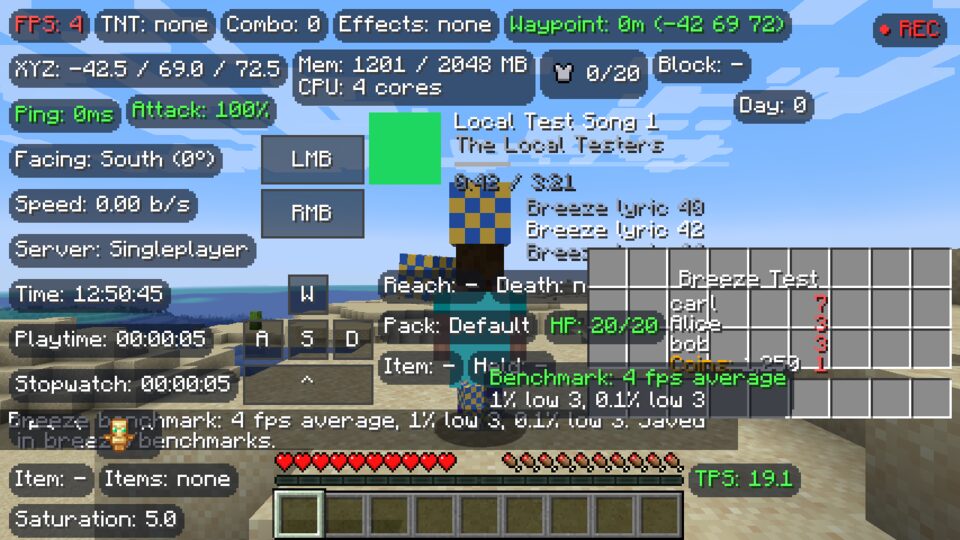 FPS: 4 TNT: none Combo: 0 Effects: none Waypoint: 0m (-42 69 72) REC
XYZ: -42.5 / 69.0 / 72.5 Mem: 1201 / 2048 MB 0/20 Block: -
CPU: 4 cores
Day: 0
Ping: 0ms Attack: 100%
Local Test Song 1
The Local Testers
Facing: South (0°) LMB
0:42 / 3:21
Speed: 0.00 b/s RMB
Breeze lyric 42
Server: Singleplayer
Breeze Test
Reach: - Death:
Time: 12:50:45 W
carl 7
Alice 3
Pack: Default HP: 20/20
Playtime: 00:00:05 A S D
bob 3
Coins: 1,250 1
Item: -
Stopwatch: 00:00:05 ^
Benchmark: 4 fps average
1% low 3, 0.1% low 3
Breeze benchmark: 4 fps average, 1% low 3, 0.1% low 3. Saved
in breeze benchmarks.
Item: - Items: none
TPS: 19.1
Saturation: 5.0